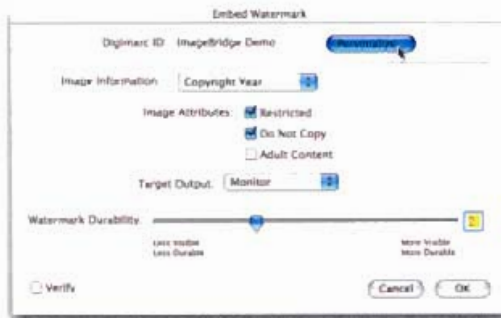 Embed Watermark
Digimarc ID: ImageBridge Demo Personalize
Image Information Copyright Year
Image Attributes: Restricted
Do Not Copy
Adult Content
Target Output: Monitor
Watermark Durability 2
Less Visible More Visible
Less Durable More Durable
Verify Cancel OK